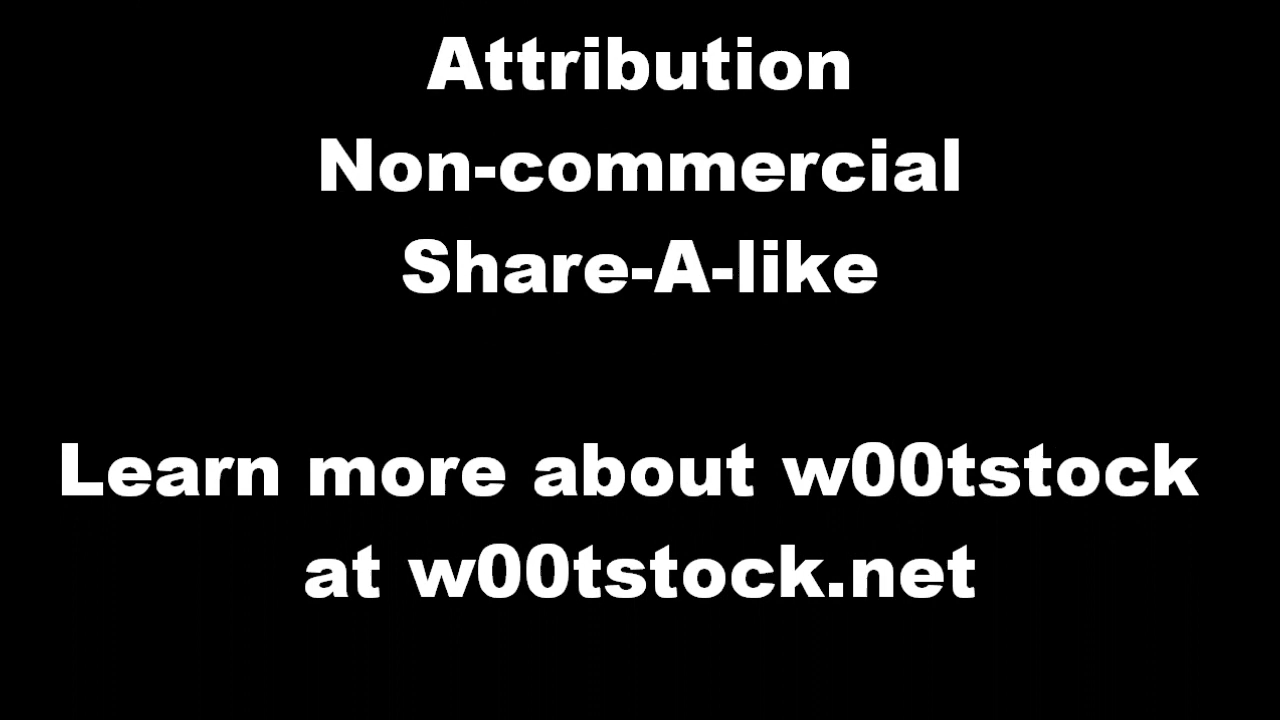 Attribution
Non-commercial
Share-A-like
Learn more about w00tstock
at w00tstock.net